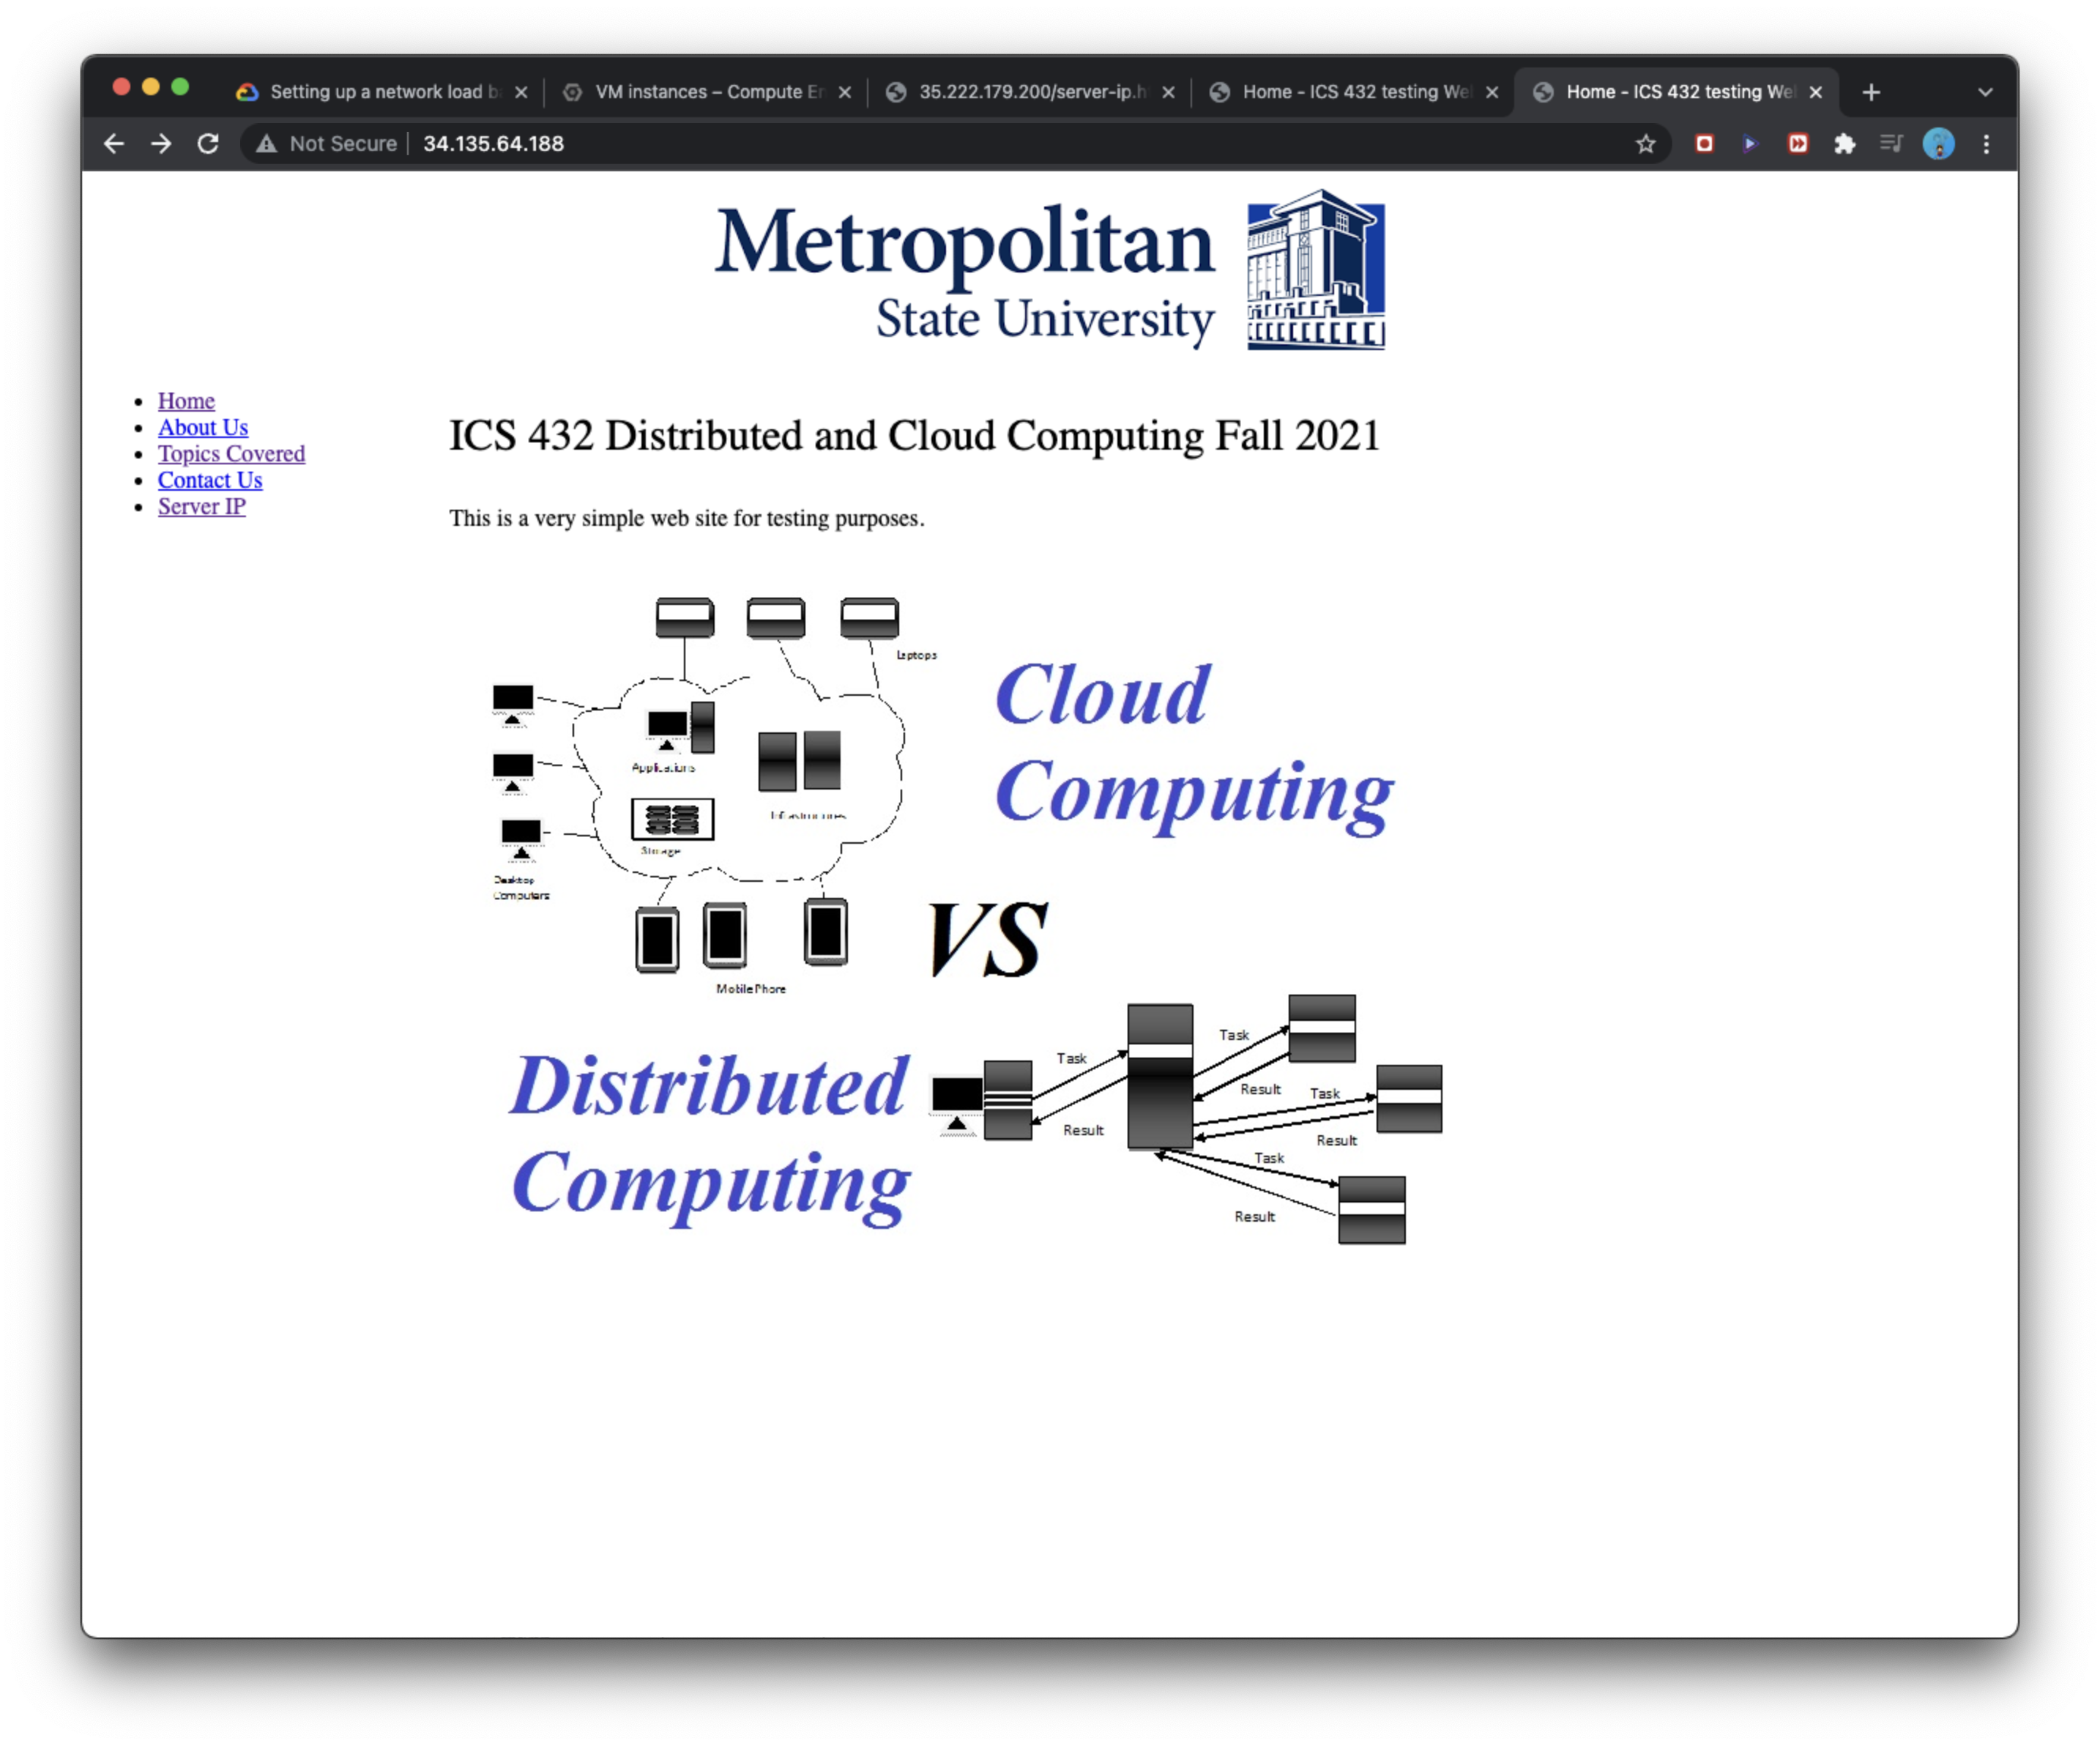 Setting up a network load b
VM instances – Compute En
35.222.179.200/server-ip.h
Home - ICS 432 testing We
Home - ICS 432 testing We
Not Secure
34.135.64.188
Metropolitan
State University
Home
About Us
Topics Covered
Contact Us
Server IP
ICS 432 Distributed and Cloud Computing Fall 2021
This is a very simple web site for testing purposes.
Laptops
Cloud
Computing
Applications
Storage
Desktop
Computers
Mobile Phone
VS
Distributed
Computing
Task
Result
Task
Result
Task
Result
Task
Result